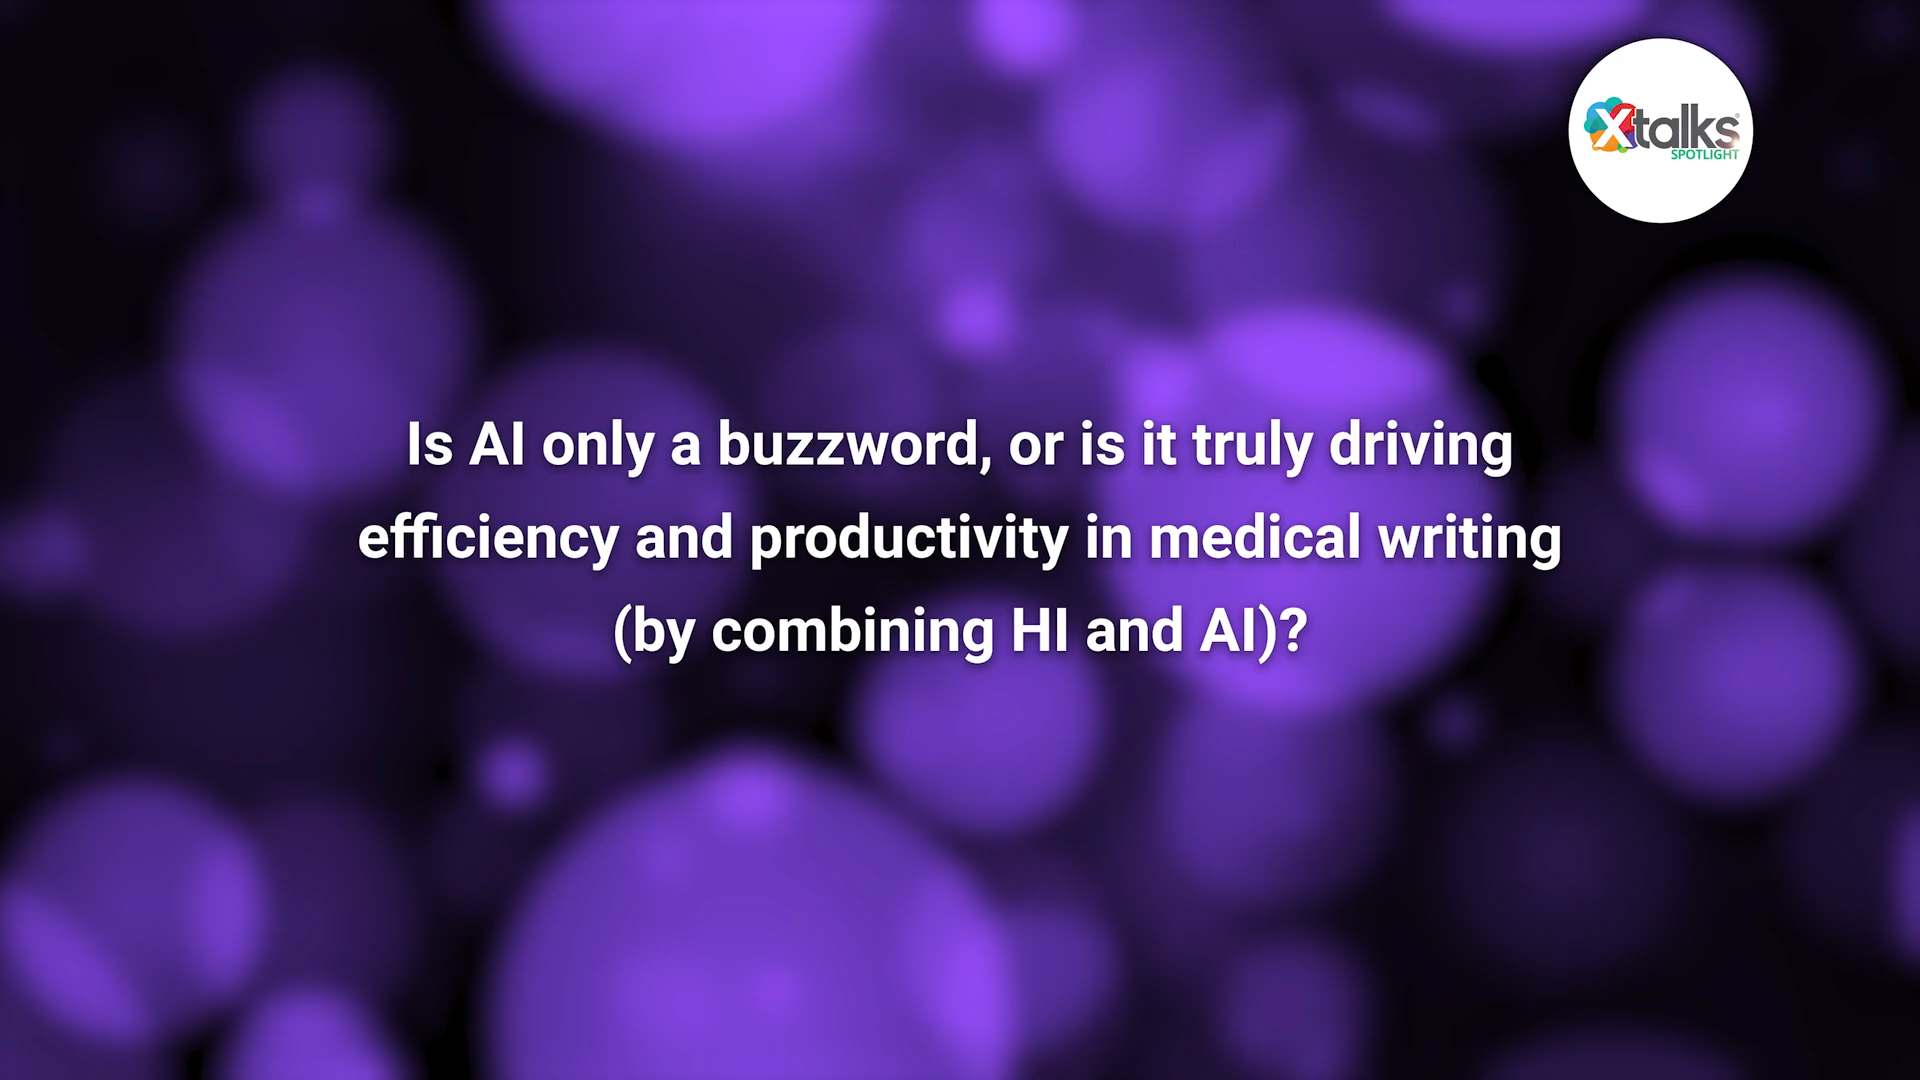 Xtalks
SPOTLIGHT
Is AI only a buzzword, or is it truly driving
efficiency and productivity in medical writing
(by combining HI and AI)?